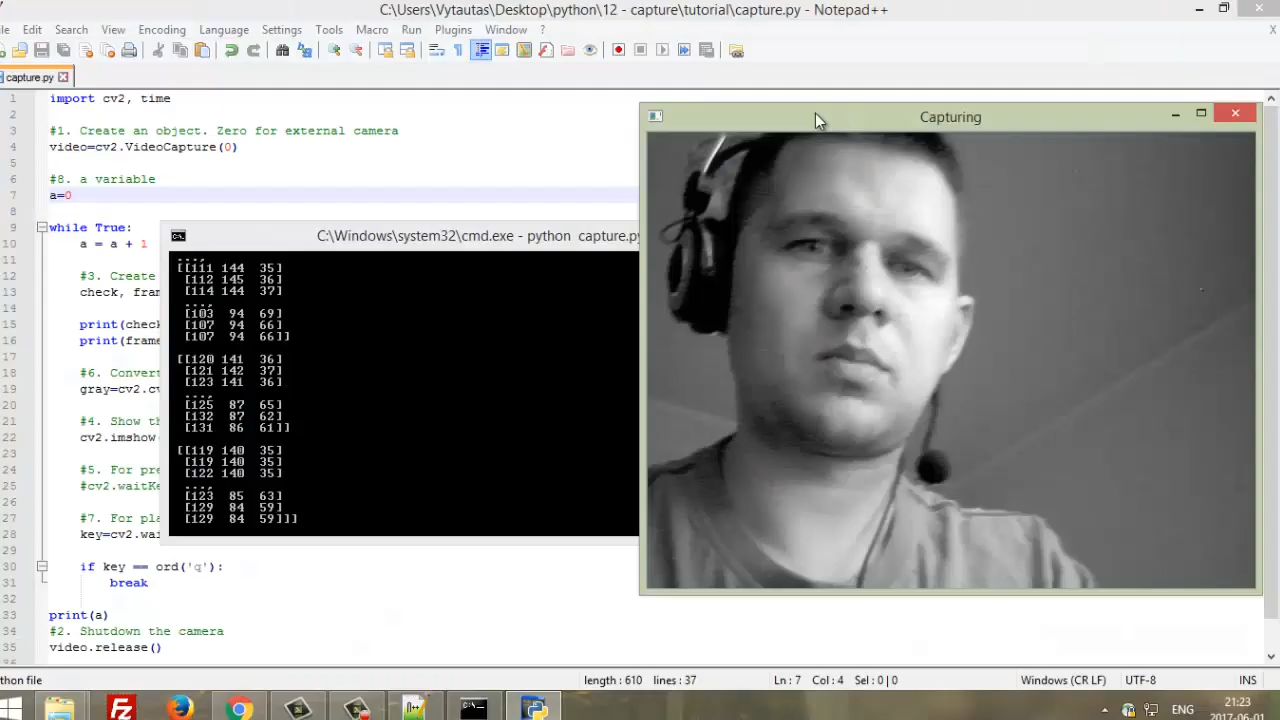 C:\Users\Vytautas\Desktop\python\12 - capture\tutorial\capture.py - Notepad++
Edit Search View Encoding Language Settings Tools Macro Run Plugins Window ?
capture.py
1 import cv2, time
2
3 #1. Create an object. Zero for external camera
4 video=cv2.VideoCapture(0)
5
6 #8. a variable
7 a=0
8
9 while True:
10 a = a + 1
11
12 #3. Create
13 check, fram
14
15 print(check
16 print(frame
17
18 #6. Convert
19 gray=cv2.cv
20
21 #4. Show th
22 cv2.imshow
23
24 #5. For pre
25 #cv2.waitKe
26
27 #7. For pla
28 key=cv2.wai
29
30 if key == ord('q'):
31 break
32
33 print(a)
34 #2. Shutdown the camera
35 video.release()
C:\Windows\system32\cmd.exe - python capture.py
...,
[[111 144 35]
[112 145 36]
[114 144 37]
...,
[103 94 69]
[107 94 66]
[107 94 66]]
[[120 141 36]
[121 142 37]
[123 141 36]
...,
[125 87 65]
[132 87 62]
[131 86 61]]
[[119 140 35]
[119 140 35]
[122 140 35]
...,
[123 85 63]
[129 84 59]
[129 84 59]]]
Capturing
thon file length : 610 lines : 37 Ln : 7 Col : 4 Sel : 0 | 0 Windows (CR LF) UTF-8 INS
ENG
21:23
2017-06-01